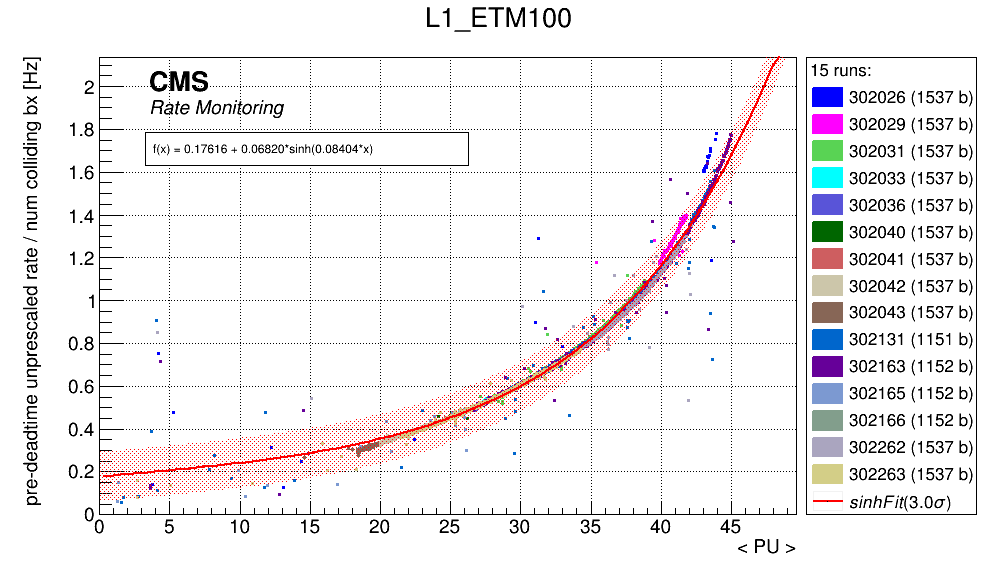 L1_ETM100
pre-deadtime unprescaled rate / num colliding bx [Hz]
CMS
Rate Monitoring
f(x) = 0.17616 + 0.06820*sinh(0.08404*x)
2
1.8
1.6
1.4
1.2
1
0.8
0.6
0.4
0.2
0
0 5 10 15 20 25 30 35 40 45
< PU >
15 runs:
302026 (1537 b)
302029 (1537 b)
302031 (1537 b)
302033 (1537 b)
302036 (1537 b)
302040 (1537 b)
302041 (1537 b)
302042 (1537 b)
302043 (1537 b)
302131 (1151 b)
302163 (1152 b)
302165 (1152 b)
302166 (1152 b)
302262 (1537 b)
302263 (1537 b)
sinhFit(3.0σ)